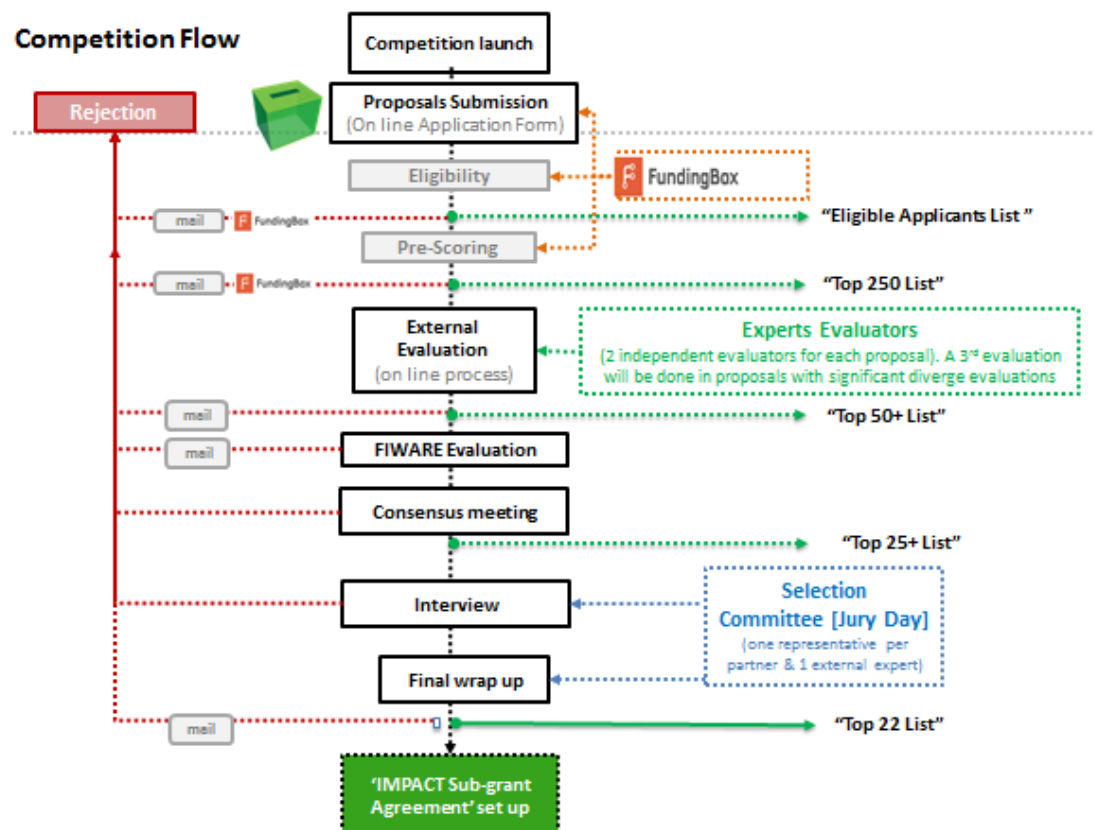 Competition Flow
Competition launch
Rejection
Proposals Submission
(On line Application Form)
Eligibility
FundingBox
mail
FundingBox
"Eligible Applicants List "
Pre-Scoring
mail
FundingBox
"Top 250 List"
External
Evaluation
(on line process)
Experts Evaluators
(2 independent evaluators for each proposal). A 3rd evaluation
will be done in proposals with significant diverge evaluations
mail
"Top 50+ List"
mail
FIWARE Evaluation
Consensus meeting
"Top 25+ List"
Interview
Selection
Committee [Jury Day]
(one representative per
partner & 1 external expert)
Final wrap up
mail
"Top 22 List"
'IMPACT Sub-grant
Agreement' set up